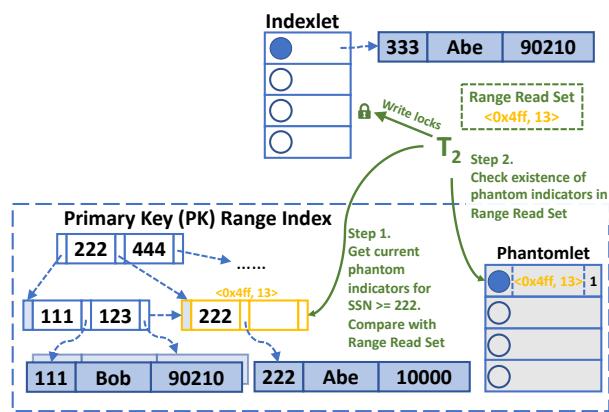 Indexlet
333 Abe 90210
Write locks
Range Read Set
<0x4ff, 13>
T2
Step 2.
Check existence of
phantom indicators in
Range Read Set
Primary Key (PK) Range Index
222 444
......
Step 1.
Get current
phantom
indicators for
SSN >= 222.
Compare with
Range Read Set
Phantomlet
<0x4ff, 13> 1
<0x4ff, 13>
111 123
222
111 Bob 90210
222 Abe 10000